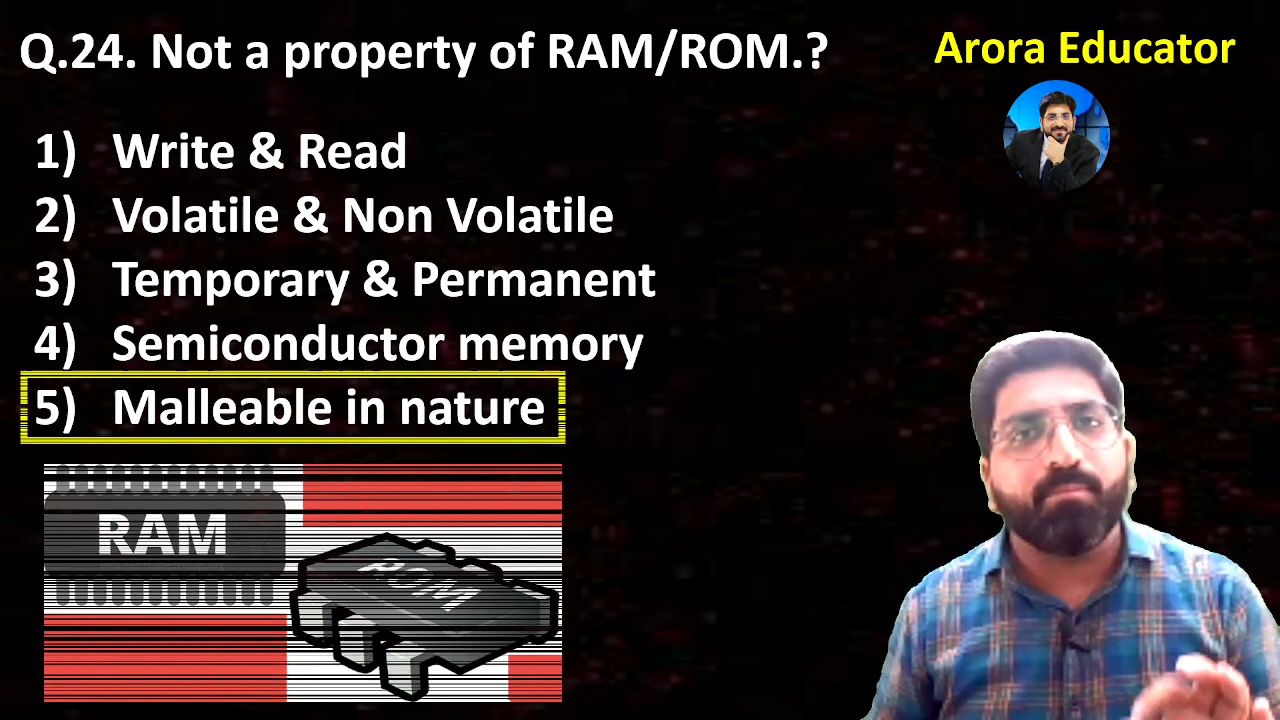 Q.24. Not a property of RAM/ROM.?
Arora Educator
1) Write & Read
2) Volatile & Non Volatile
3) Temporary & Permanent
4) Semiconductor memory
5) Malleable in nature
RAM
ROM